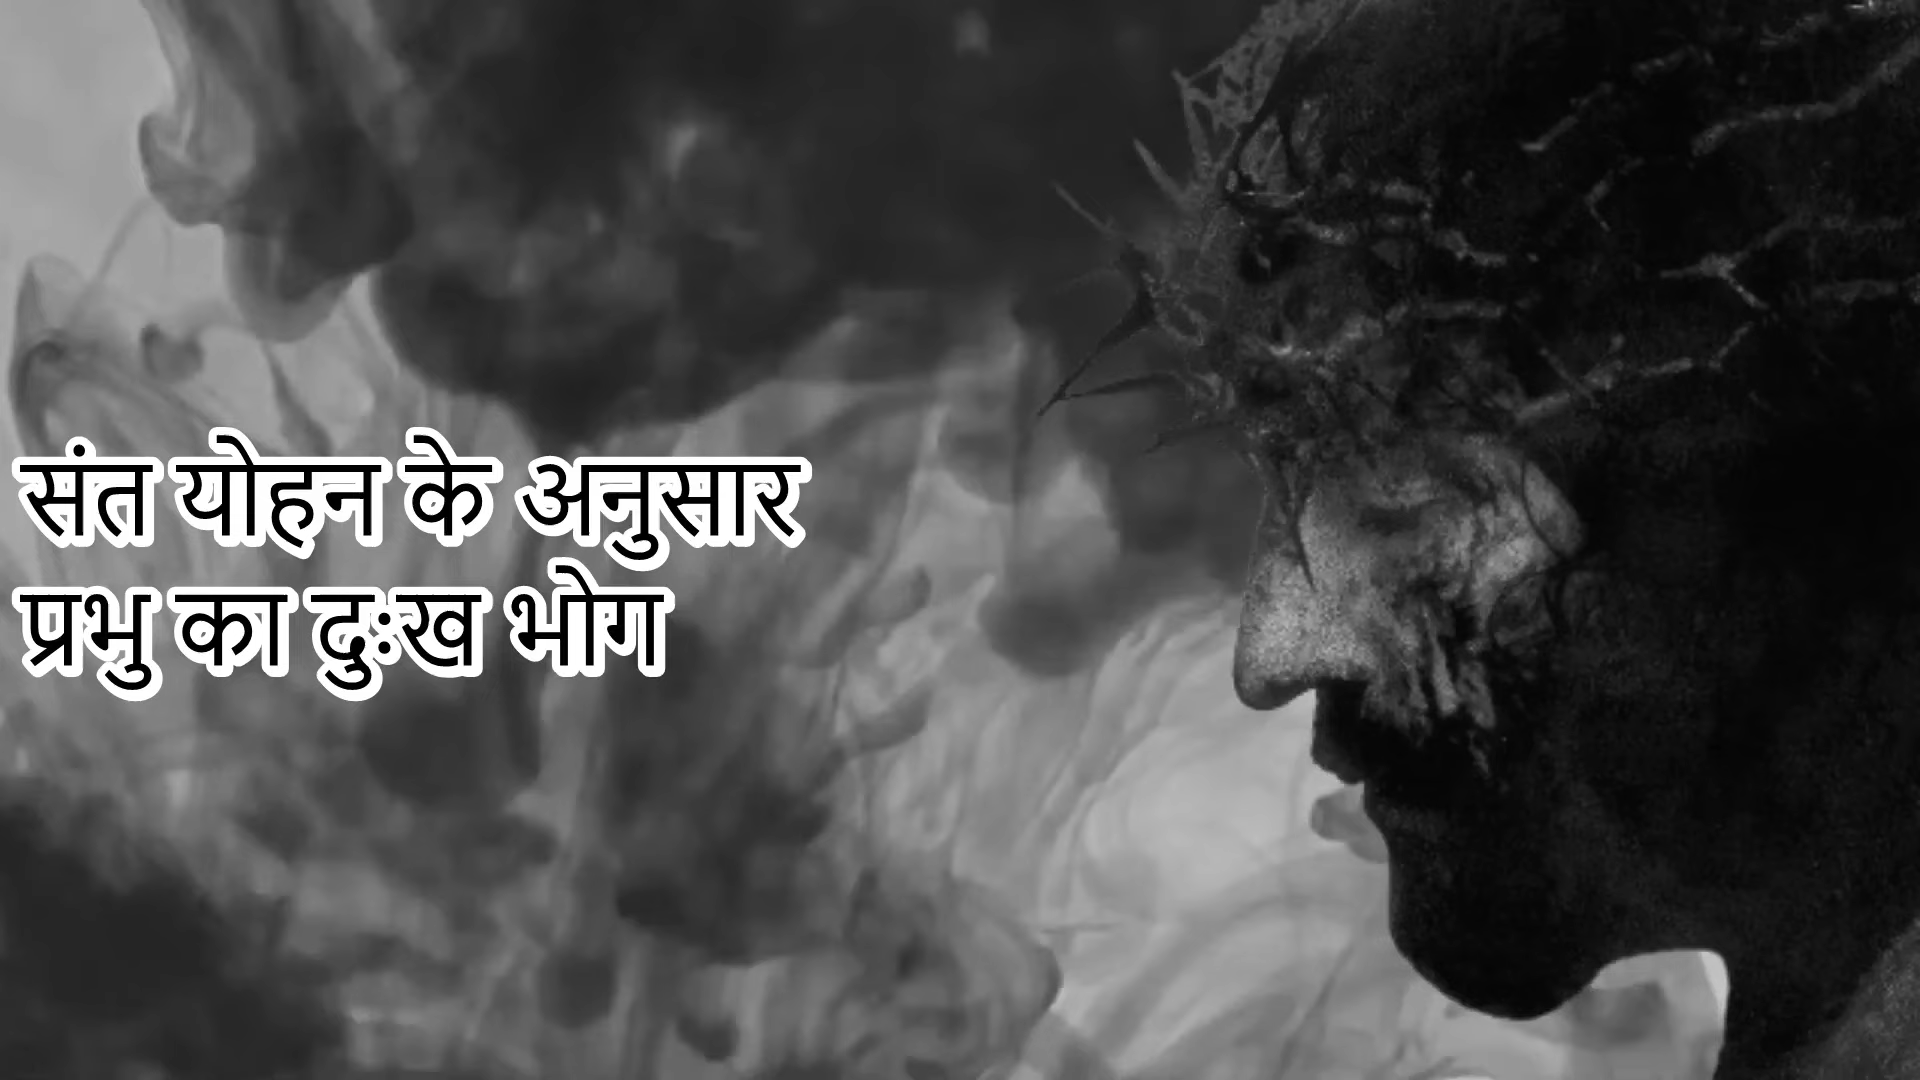 संत योहन के अनुसार
प्रभु का दुःख भोग